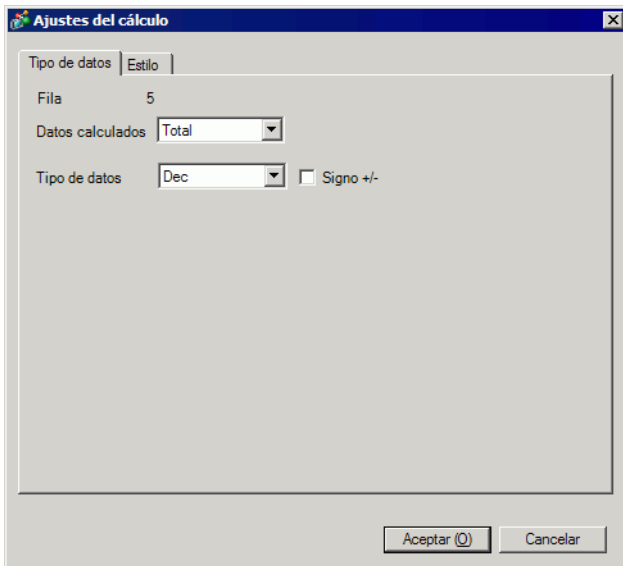 Ajustes del cálculo
Tipo de datos Estilo
Fila 5
Datos calculados Total
Tipo de datos Dec Signo +/-
Aceptar (O) Cancelar